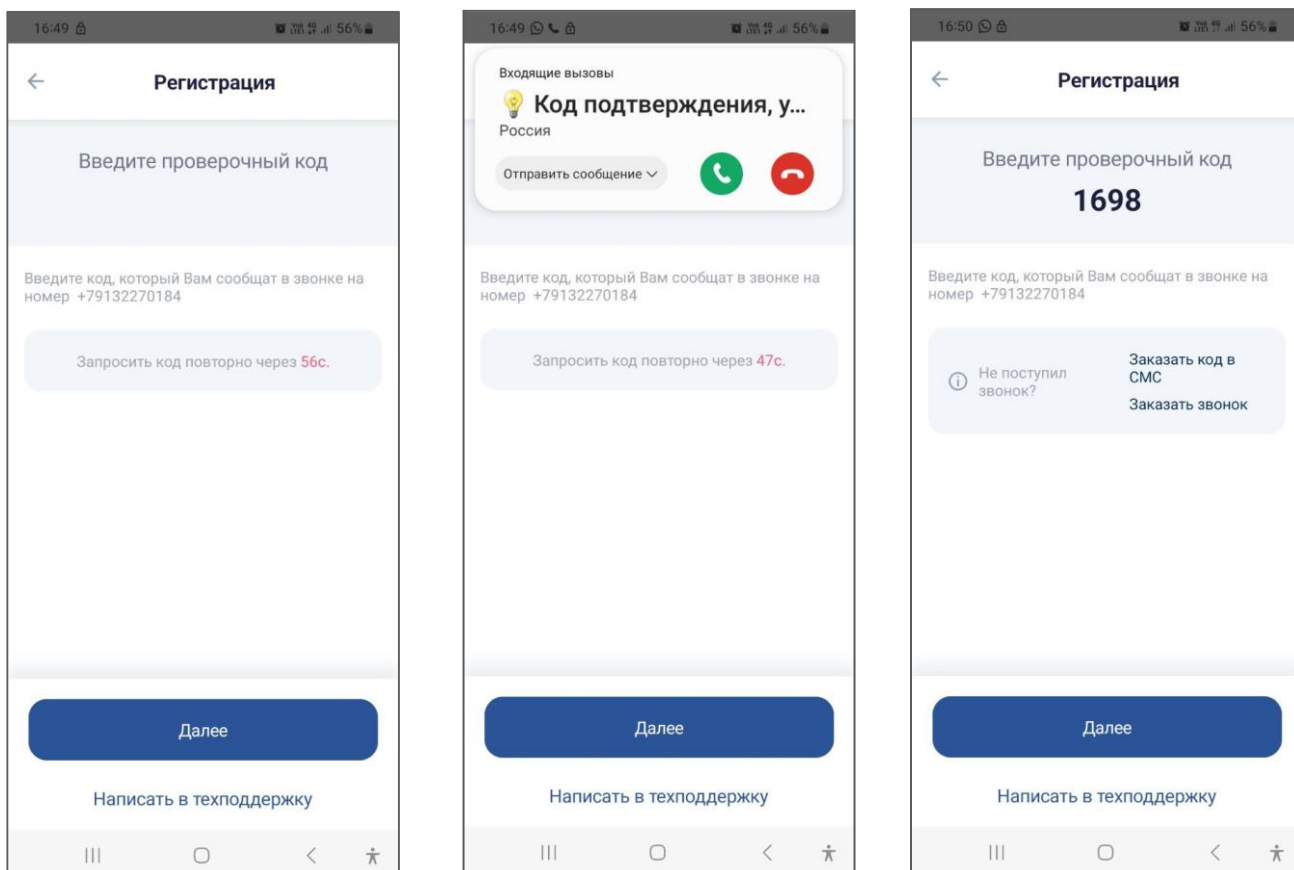 16:49
56%
Регистрация
Введите проверочный код
Введите код, который Вам сообщат в звонке на
номер +79132270184
Запросить код повторно через 56с.
Далее
Написать в техподдержку
16:49
56%
Входящие вызовы
Код подтверждения, у...
Россия
Отправить сообщение
Введите код, который Вам сообщат в звонке на
номер +79132270184
Запросить код повторно через 47с.
Далее
Написать в техподдержку
16:50
56%
Регистрация
Введите проверочный код
1698
Введите код, который Вам сообщат в звонке на
номер +79132270184
Не поступил
звонок?
Заказать код в
СМС
Заказать звонок
Далее
Написать в техподдержку